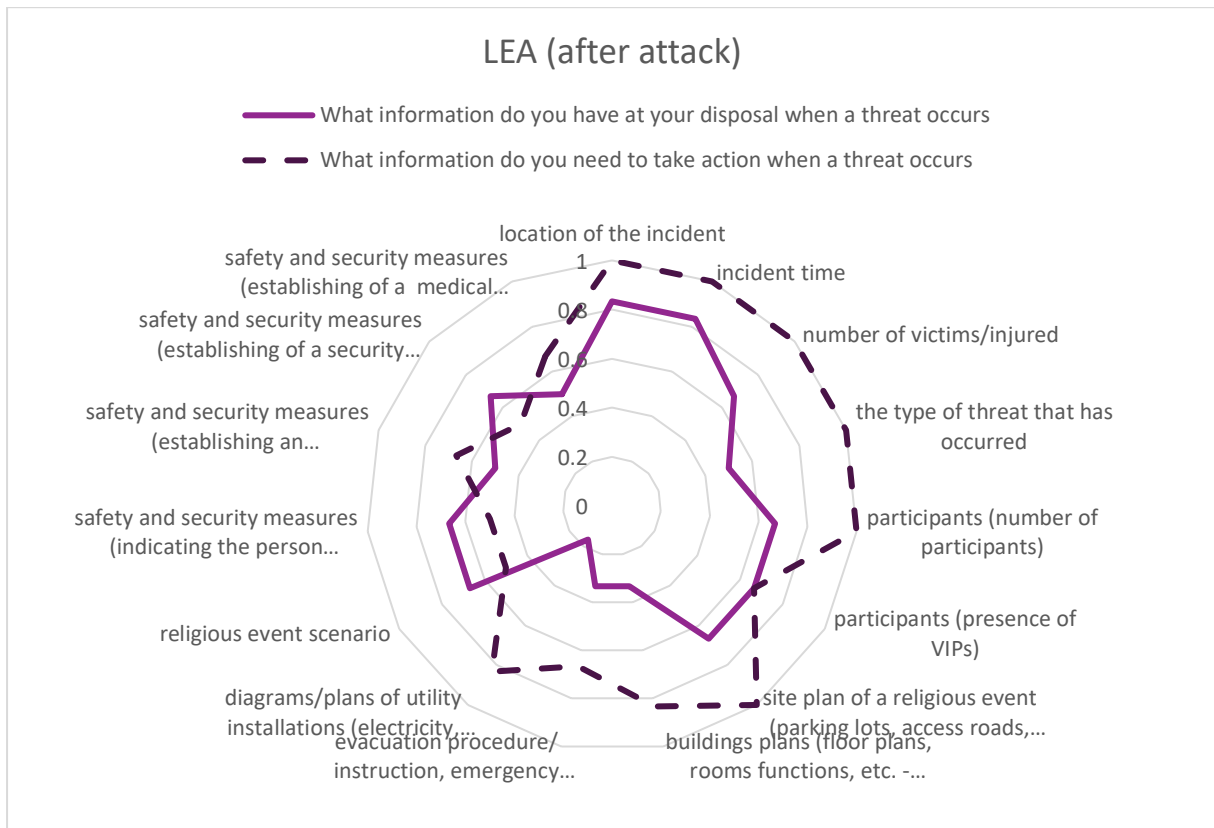 LEA (after attack)
What information do you have at your disposal when a threat occurs
What information do you need to take action when a threat occurs
location of the incident
incident time
number of victims/injured
the type of threat that has
occurred
participants (number of
participants)
participants (presence of
VIPs)
site plan of a religious event
(parking lots, access roads,...
buildings plans (floor plans,
rooms functions, etc. -...
evacuation procedure/
instruction, emergency...
diagrams/plans of utility
installations (electricity,...
religious event scenario
safety and security measures
(indicating the person...
safety and security measures
(establishing an...
safety and security measures
(establishing of a security...
safety and security measures
(establishing of a  medical...
1
0.8
0.6
0.4
0.2
0